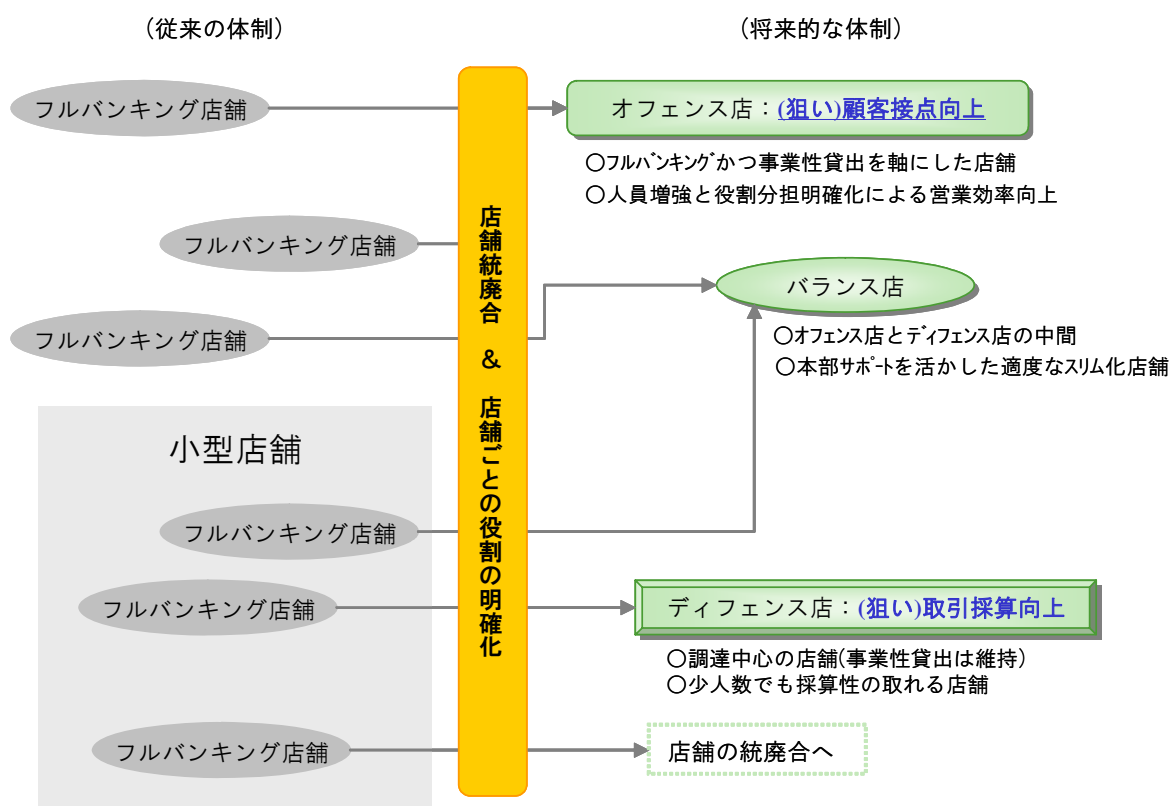 (従来の体制)
(将来的な体制)
フルバンキング店舗
オフェンス店：(狙い)顧客接点向上
○フルバンキングかつ事業性貸出を軸にした店舗
○人員増強と役割分担明確化による営業効率向上
フルバンキング店舗
バランス店
フルバンキング店舗
○オフェンス店とディフェンス店の中間
○本部サポートを活かした適度なスリム化店舗
店舗統廃合 ＆ 店舗ごとの役割の明確化
小型店舗
フルバンキング店舗
フルバンキング店舗
ディフェンス店：(狙い)取引採算向上
○調達中心の店舗(事業性貸出は維持)
○少人数でも採算性の取れる店舗
フルバンキング店舗
店舗の統廃合へ